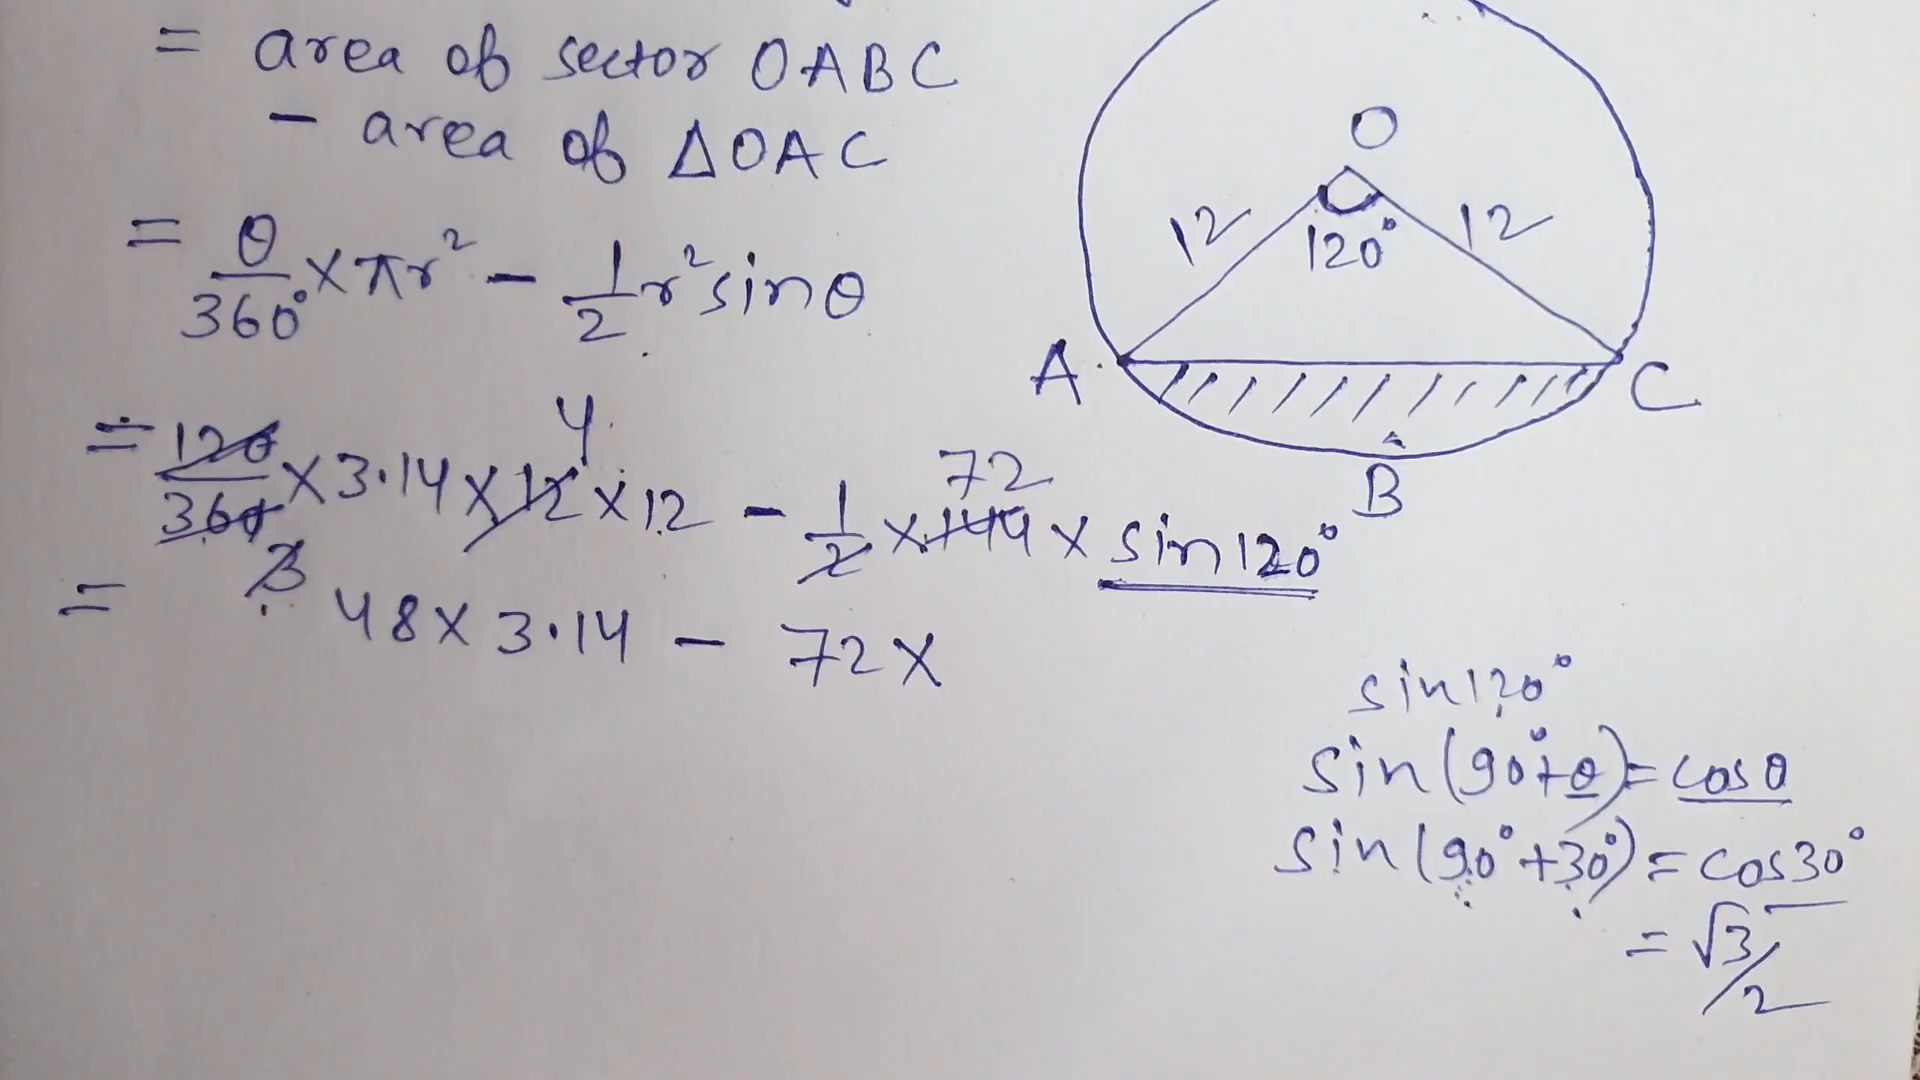 = area of sector OABC
- area of ΔOAC
= θ/360° × πr² - 1/2 r² sinθ
= 120/360 × 3.14 × 12 × 12 - 1/2 × 144 × sin120°
4
72
3
= 48 × 3.14 - 72 ×
O
12
12
120°
A
C
B
sin120°
sin(90°+θ) = cosθ
sin(90°+30°) = cos30°
= √3/2